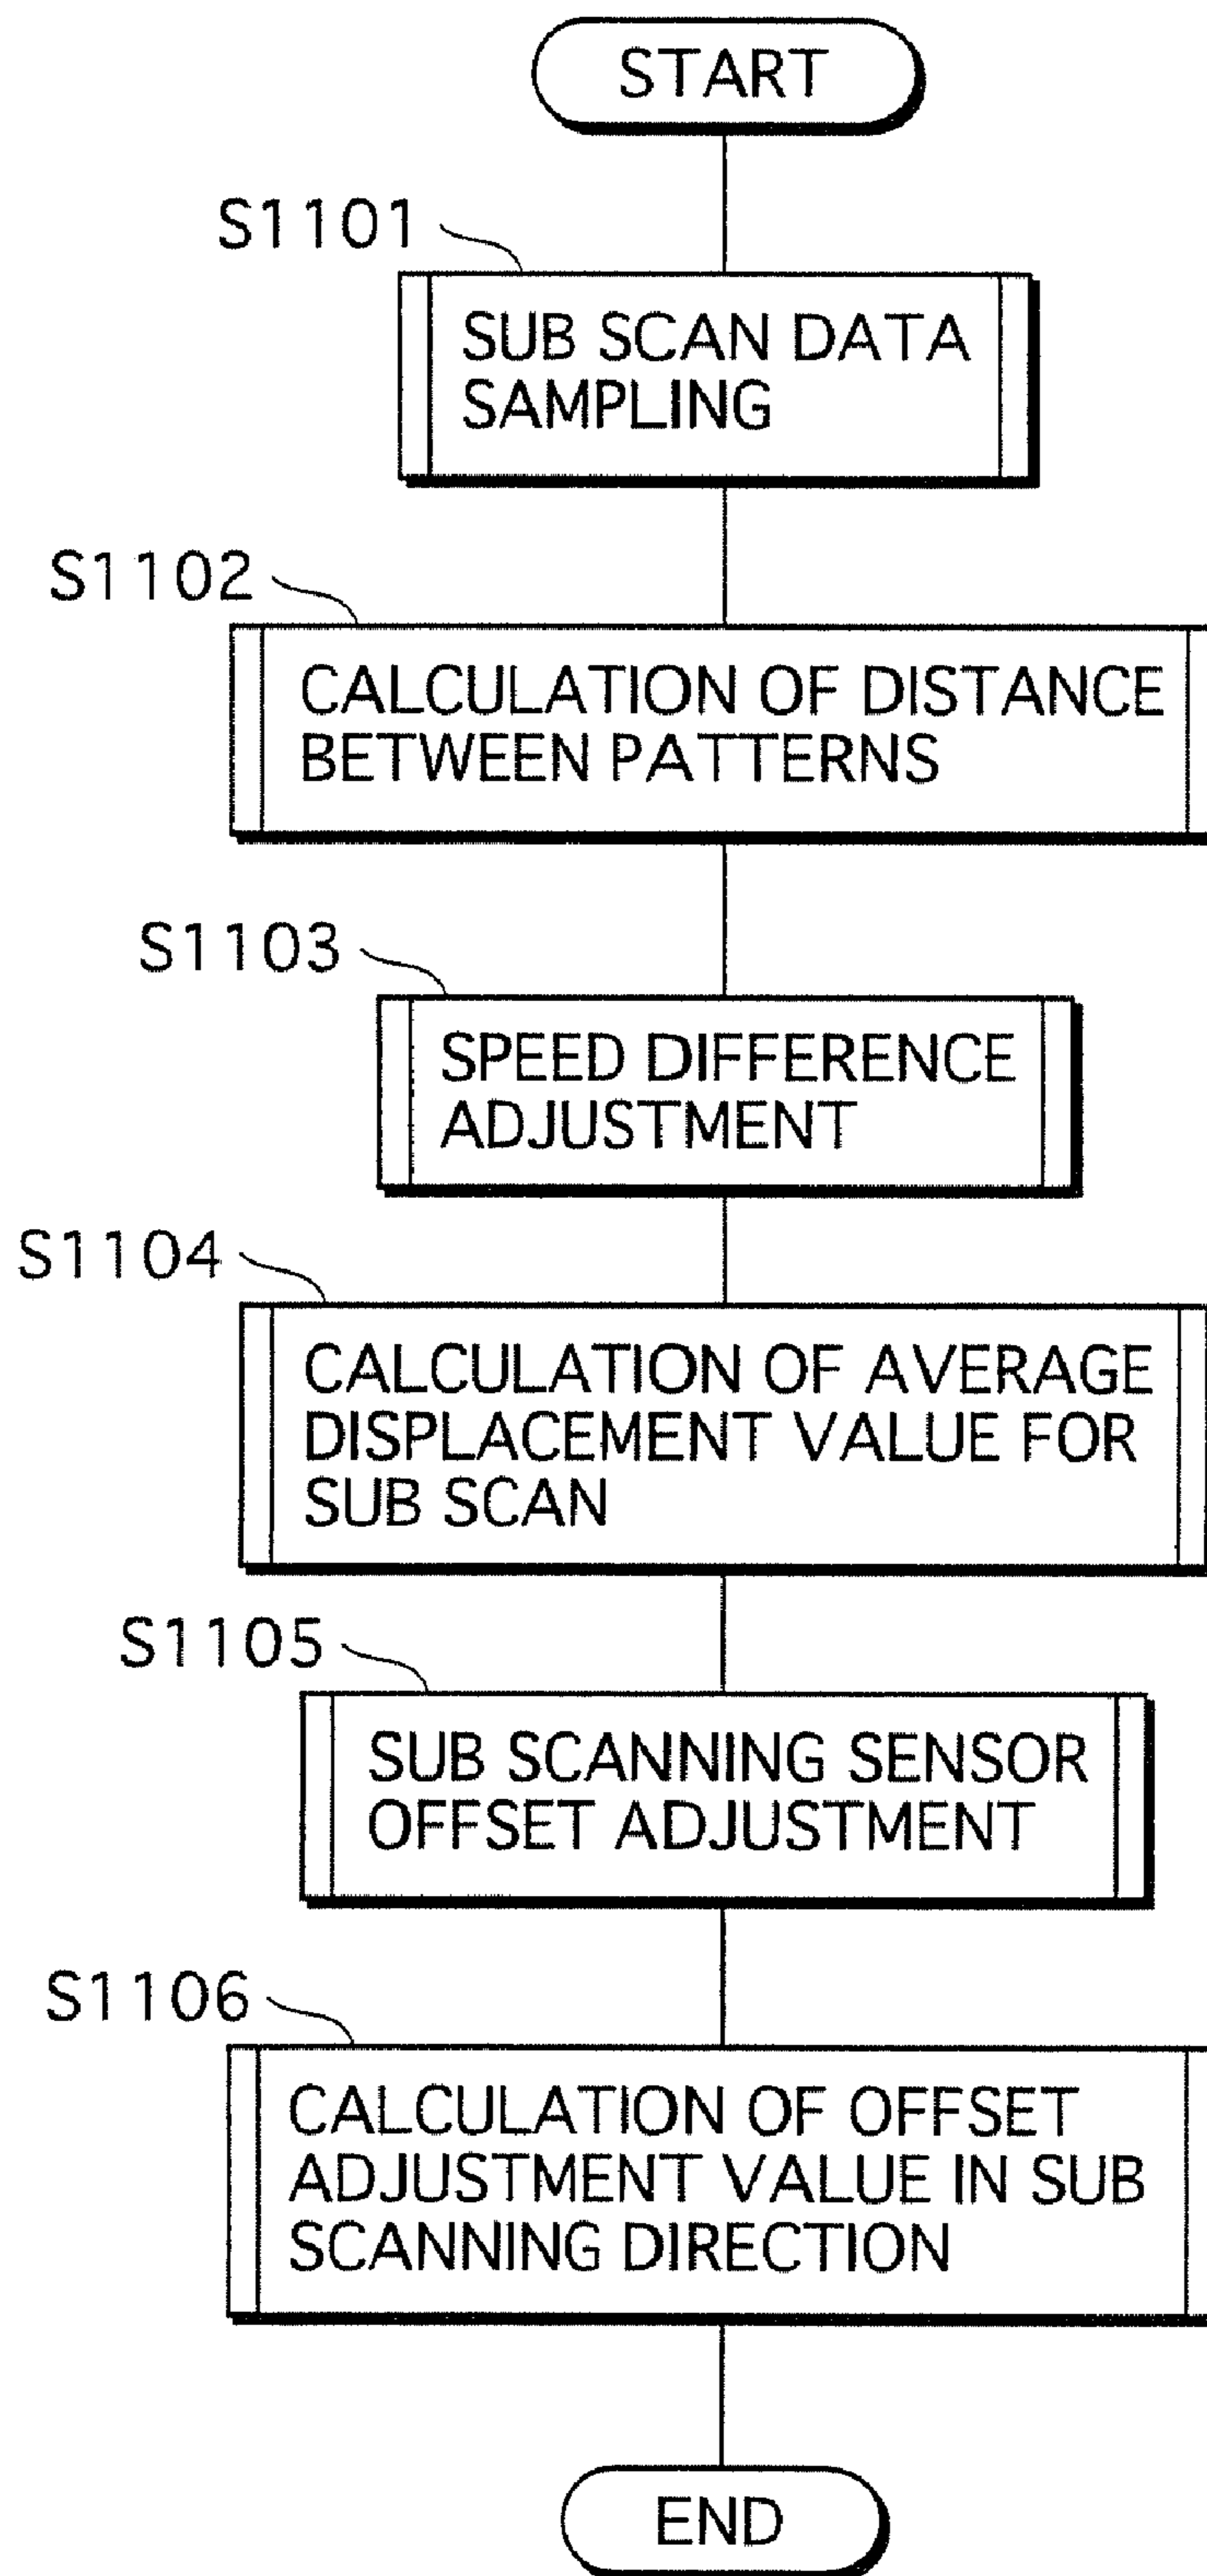 START
S1101
SUB SCAN DATA
SAMPLING
S1102
CALCULATION OF DISTANCE
BETWEEN PATTERNS
S1103
SPEED DIFFERENCE
ADJUSTMENT
S1104
CALCULATION OF AVERAGE
DISPLACEMENT VALUE FOR
SUB SCAN
S1105
SUB SCANNING SENSOR
OFFSET ADJUSTMENT
S1106
CALCULATION OF OFFSET
ADJUSTMENT VALUE IN SUB
SCANNING DIRECTION
END